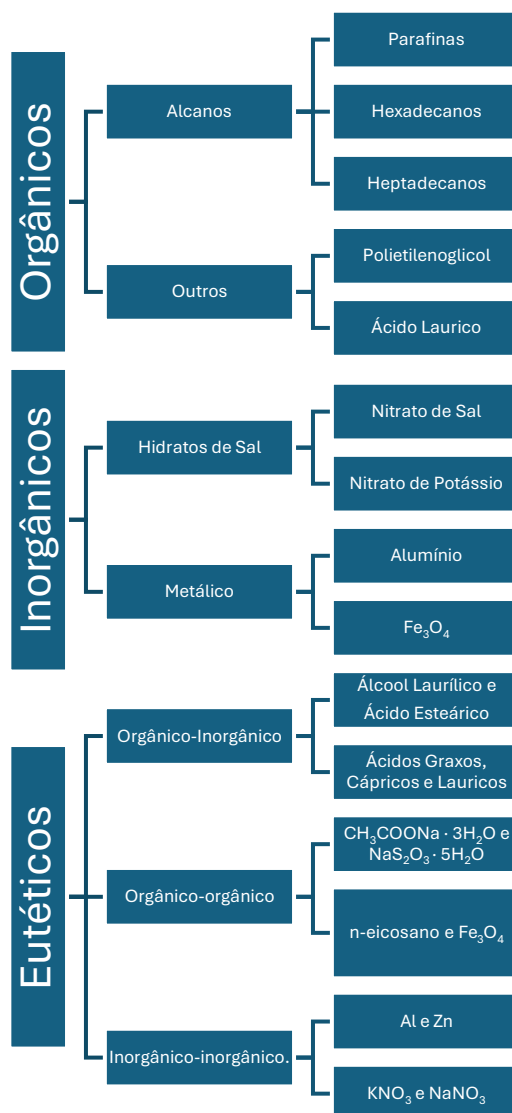 Orgânicos
Alcanos
Parafinas
Hexadecanos
Heptadecanos
Outros
Polietilenoglicol
Ácido Laurico
Inorgânicos
Hidratos de Sal
Nitrato de Sal
Nitrato de Potássio
Metálico
Alumínio
Fe₃O₄
Eutéticos
Orgânico-Inorgânico
Álcool Laurílico e
Ácido Esteárico
Ácidos Graxos,
Cápricos e Lauricos
Orgânico-orgânico
CH₃COONa · 3H₂O e
NaS₂O₃ · 5H₂O
n-eicosano e Fe₃O₄
Inorgânico-inorgânico.
Al e Zn
KNO₃ e NaNO₃